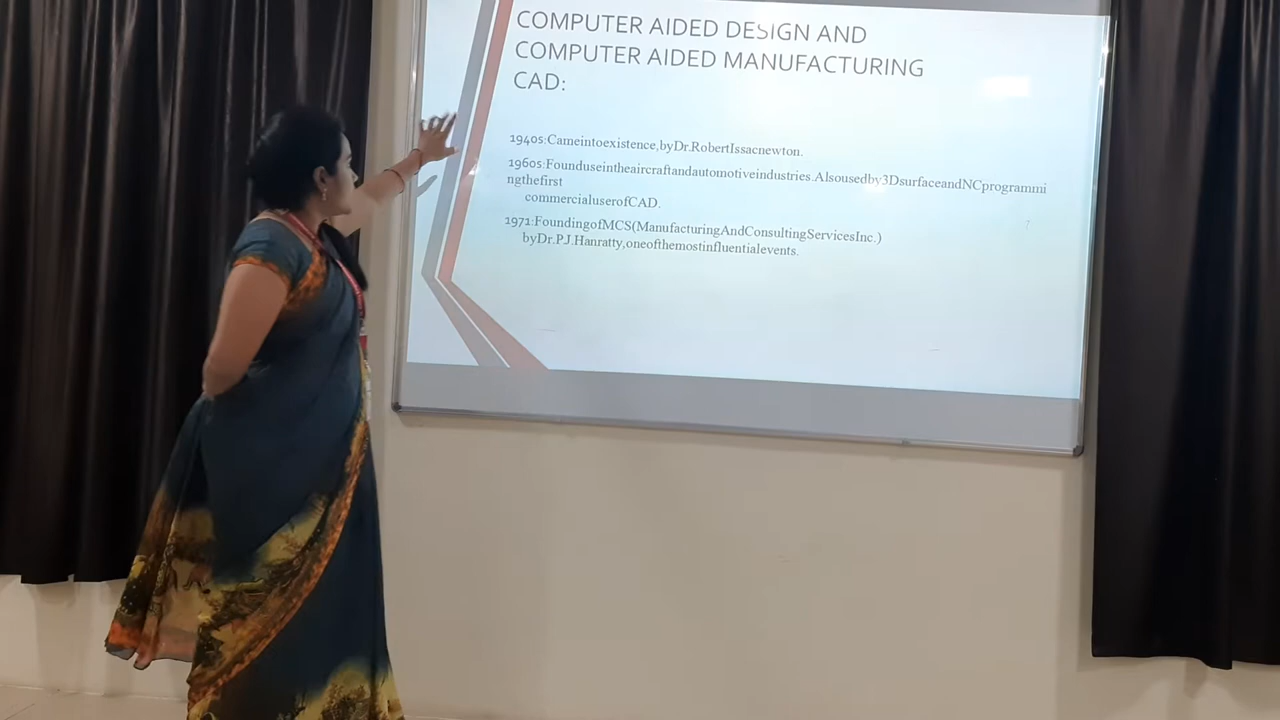 COMPUTER AIDED DESIGN AND
COMPUTER AIDED MANUFACTURING
CAD:
1940s:Cameintoexistence,byDr.RobertIssacnewton.
1960s:Founduseintheaircraftandautomotiveindustries.Alsousedby3DsurfaceandNCprogrammi
ngthefirst
commercialuserofCAD.
1971:FoundingofMCS(ManufacturingAndConsultingServicesInc.)
byDr.P.J.Hanratty,oneofthemostinfluentialevents.